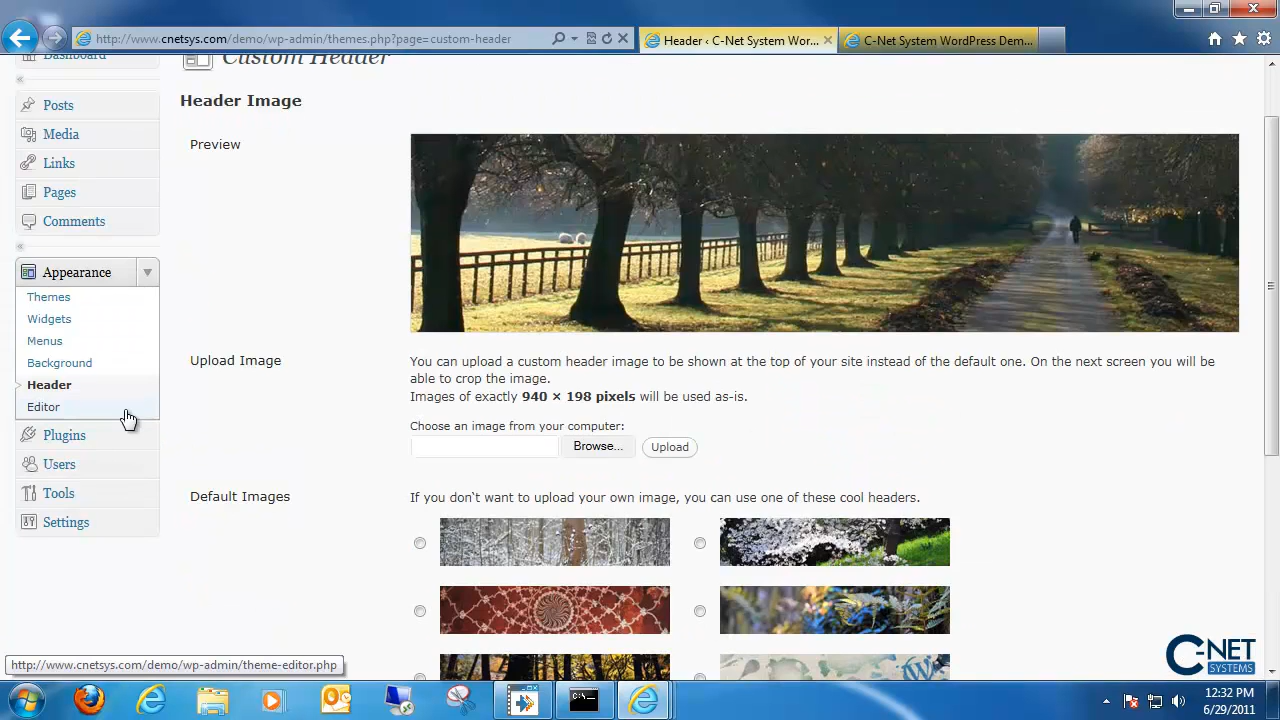 http://www.cnetsys.com/demo/wp-admin/themes.php?page=custom-header
Header ‹ C-Net System Wor...
C-Net System WordPress Dem...
Dashboard
Posts
Media
Links
Pages
Comments
Appearance
Themes
Widgets
Menus
Background
Header
Editor
Plugins
Users
Tools
Settings
Custom Header
Header Image
Preview
Upload Image
You can upload a custom header image to be shown at the top of your site instead of the default one. On the next screen you will be
able to crop the image.
Images of exactly 940 × 198 pixels will be used as-is.
Choose an image from your computer:
Browse...
Upload
Default Images
If you don't want to upload your own image, you can use one of these cool headers.
http://www.cnetsys.com/demo/wp-admin/theme-editor.php
C-NET
SYSTEMS
12:32 PM
6/29/2011